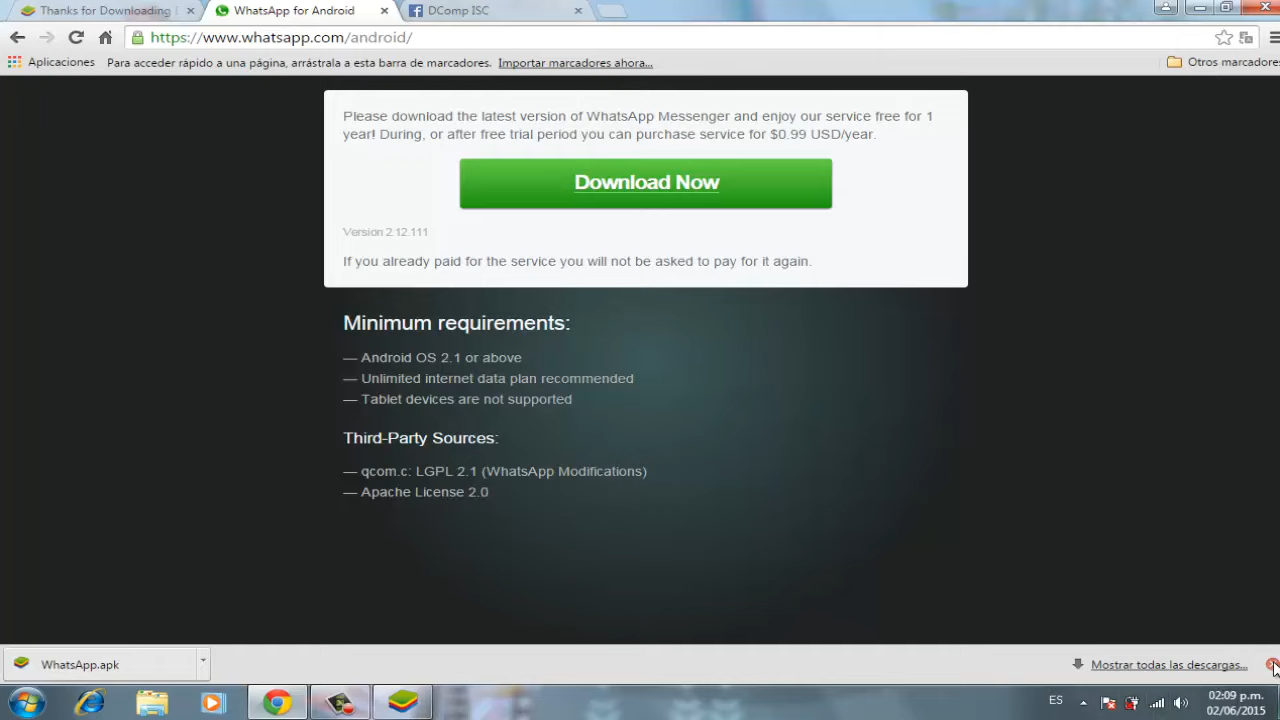 Thanks for Downloading
WhatsApp for Android
DComp ISC
https://www.whatsapp.com/android/
Aplicaciones
Para acceder rápido a una página, arrástrala a esta barra de marcadores.
Importar marcadores ahora...
Otros marcadores
Please download the latest version of WhatsApp Messenger and enjoy our service free for 1
year! During, or after free trial period you can purchase service for $0.99 USD/year.
Download Now
Version 2.12.111
If you already paid for the service you will not be asked to pay for it again.
Minimum requirements:
— Android OS 2.1 or above
— Unlimited internet data plan recommended
— Tablet devices are not supported
Third-Party Sources:
— qcom.c: LGPL 2.1 (WhatsApp Modifications)
— Apache License 2.0
WhatsApp.apk
Mostrar todas las descargas...
ES
02:09 p.m.
02/06/2015